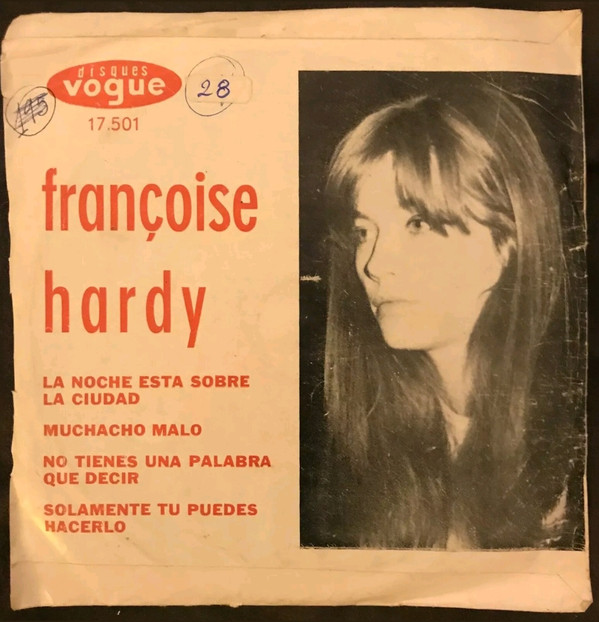 disques
vogue
17.501
195
28
françoise
hardy
LA NOCHE ESTA SOBRE
LA CIUDAD
MUCHACHO MALO
NO TIENES UNA PALABRA
QUE DECIR
SOLAMENTE TU PUEDES
HACERLO